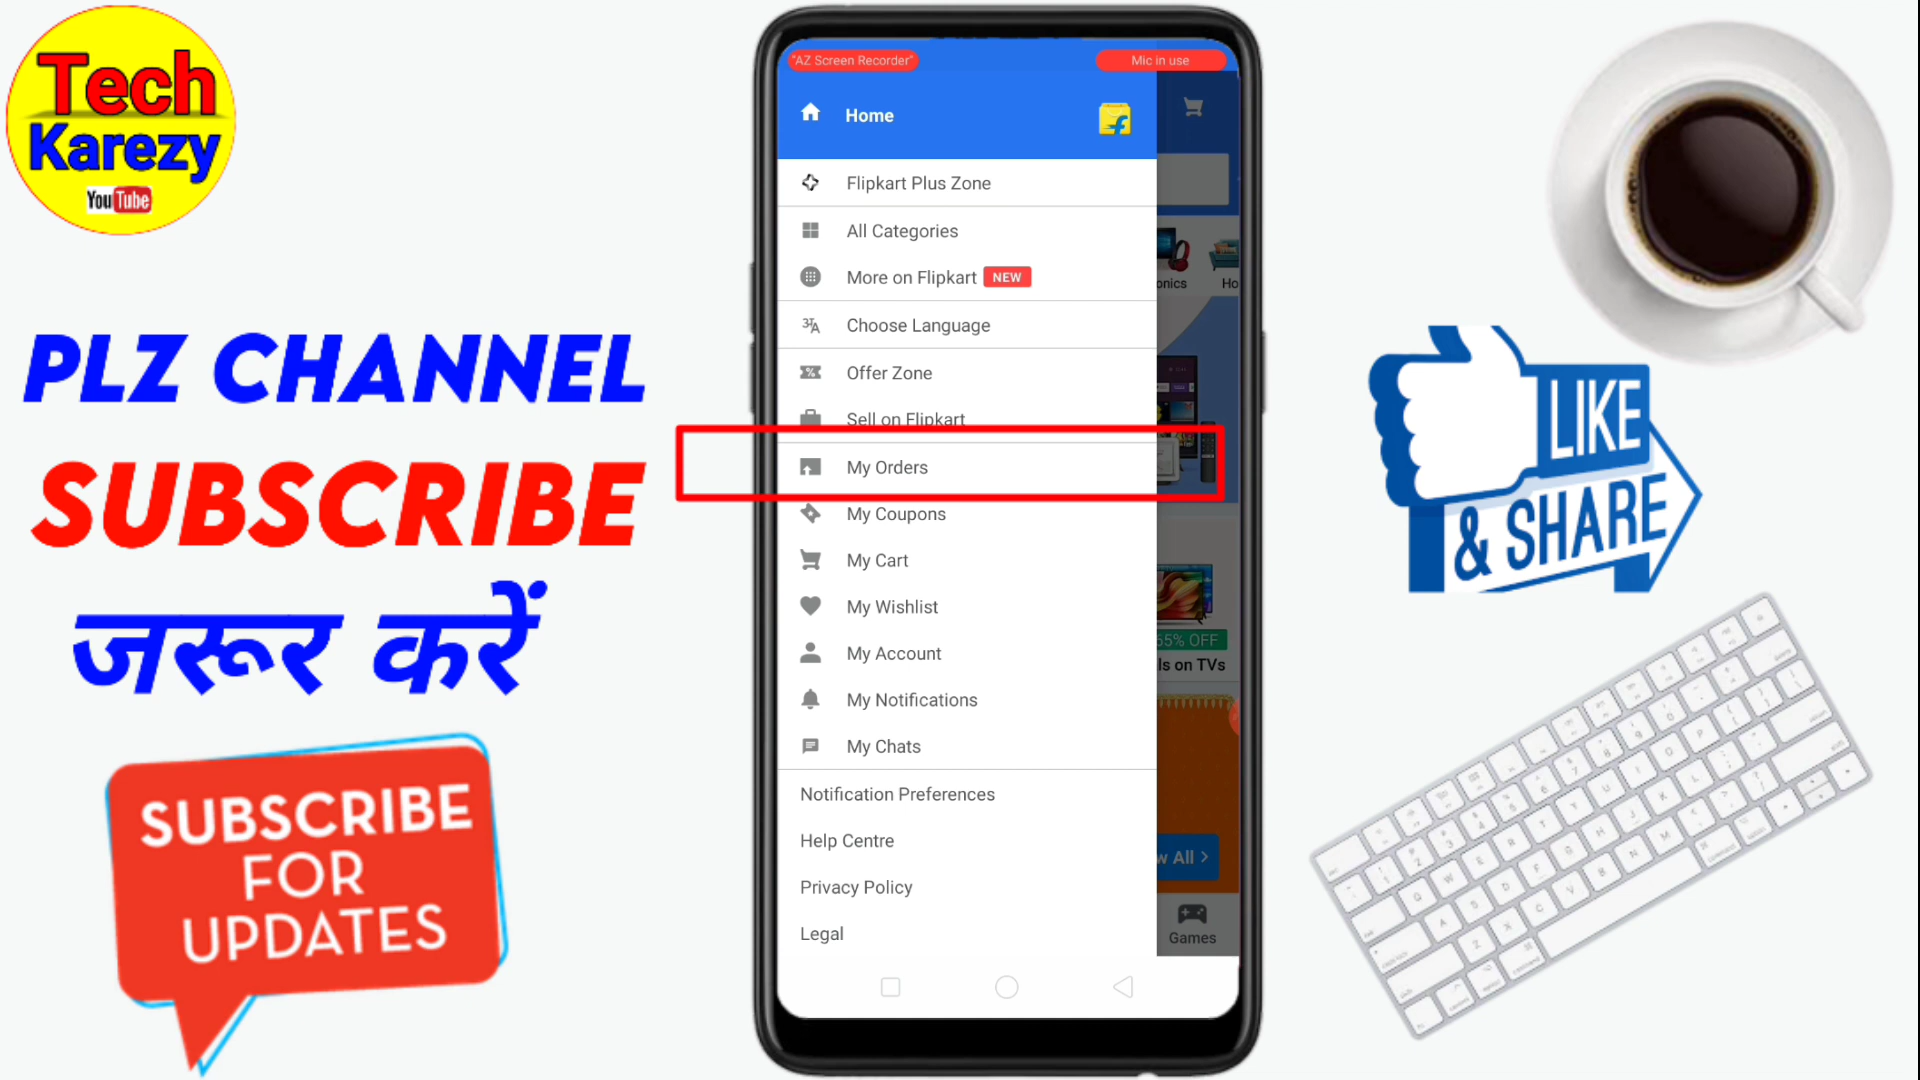 Tech
Karezy
YouTube
PLZ CHANNEL
SUBSCRIBE
जरूर करें
SUBSCRIBE
FOR
UPDATES
"AZ Screen Recorder"
Mic in use
Home
Flipkart Plus Zone
All Categories
More on Flipkart NEW
Choose Language
Offer Zone
Sell on Flipkart
My Orders
My Coupons
My Cart
My Wishlist
My Account
My Notifications
My Chats
Notification Preferences
Help Centre
Privacy Policy
Legal
onics
Ho
65% OFF
ls on TVs
w All
Games
LIKE
& SHARE